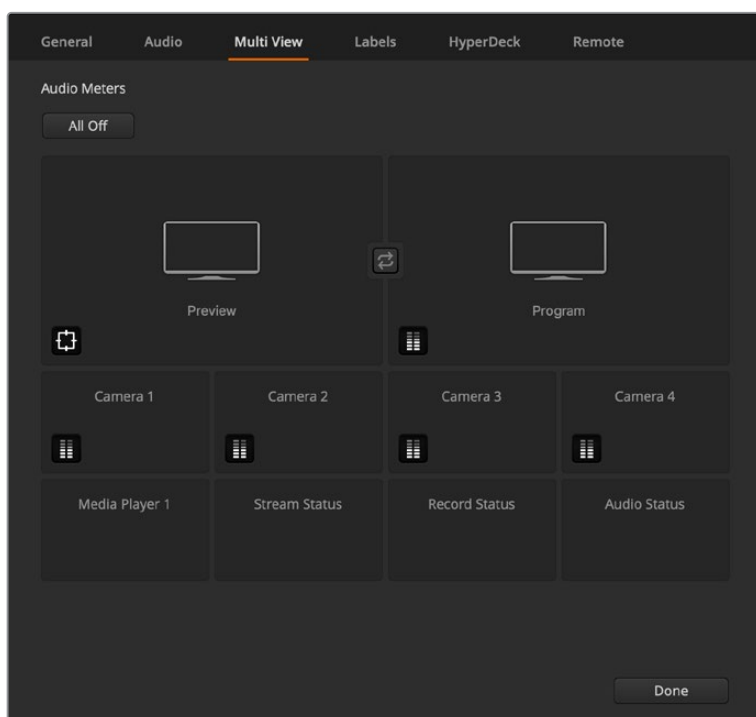 General Audio Multi View Labels HyperDeck Remote
Audio Meters
All Off
Preview Program
Camera 1 Camera 2 Camera 3 Camera 4
Media Player 1 Stream Status Record Status Audio Status
Done